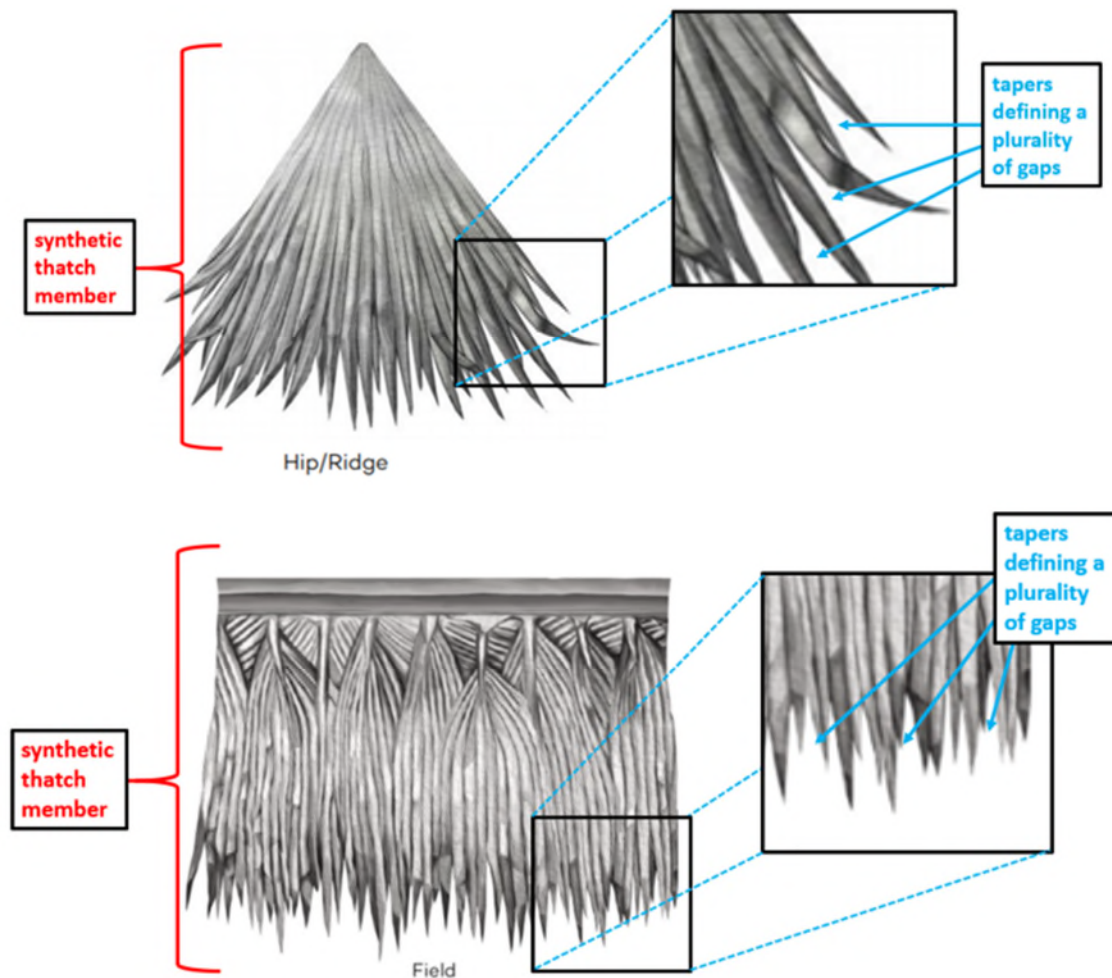 tapers
defining a
plurality
of gaps
synthetic
thatch
member
Hip/Ridge
tapers
defining a
plurality
of gaps
synthetic
thatch
member
Field